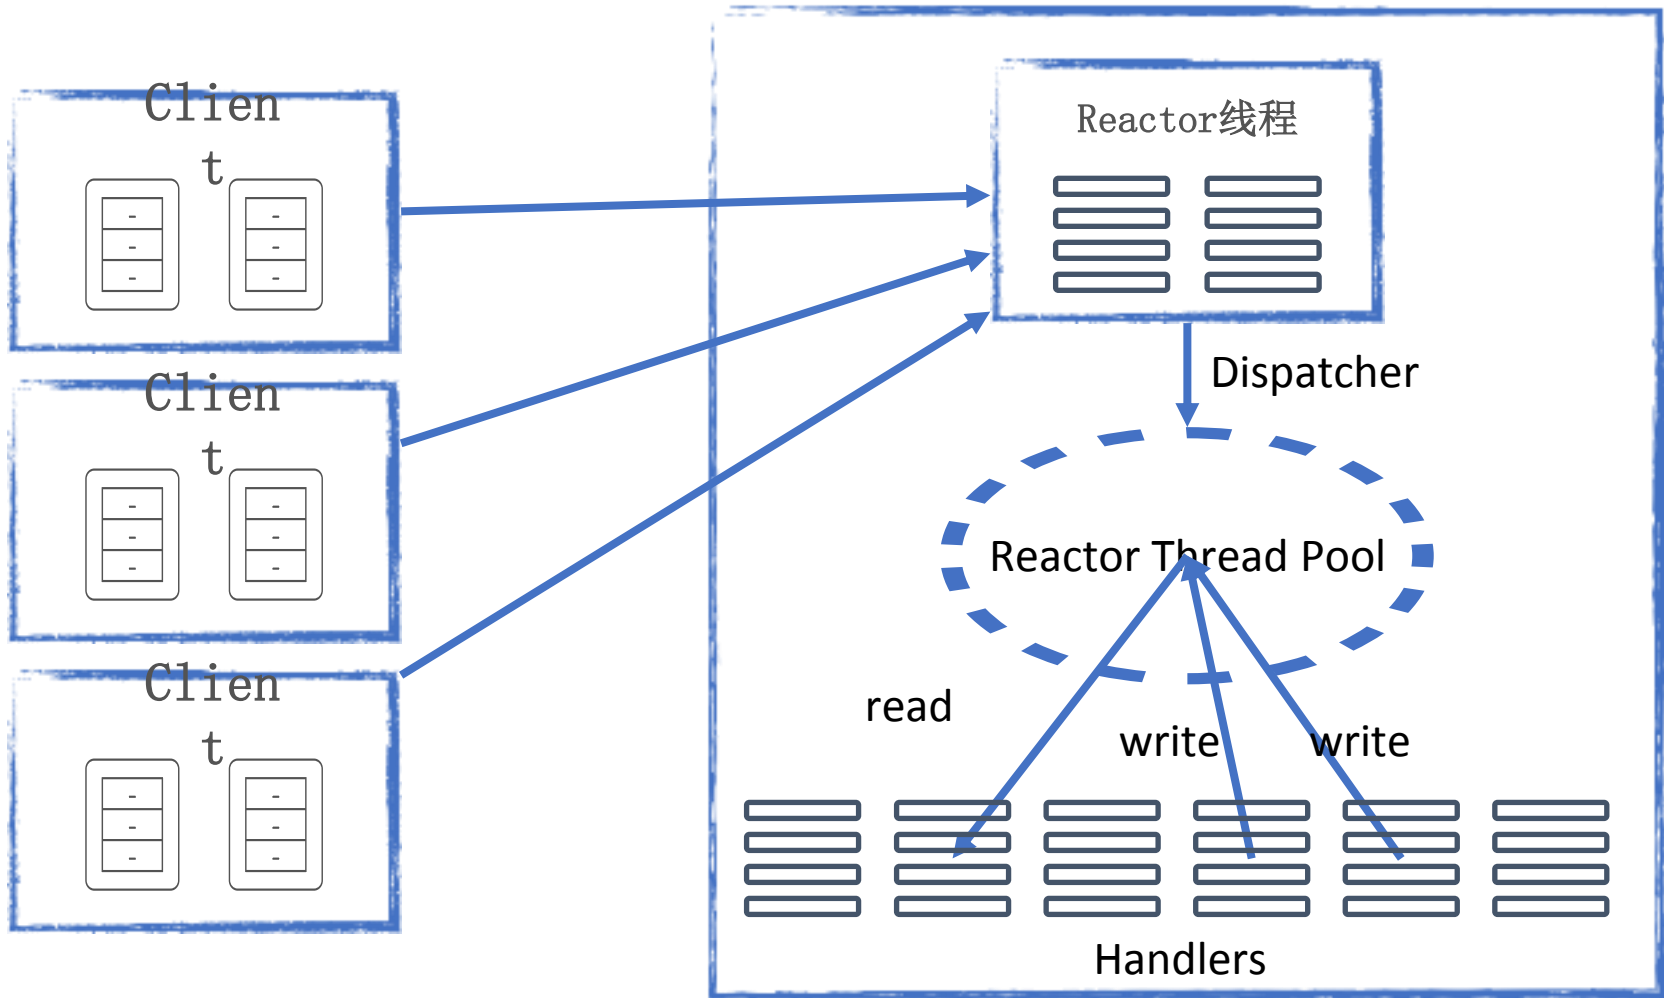 Clien
t
Clien
t
Clien
t
Reactor线程
Dispatcher
Reactor Thread Pool
read
write
write
Handlers